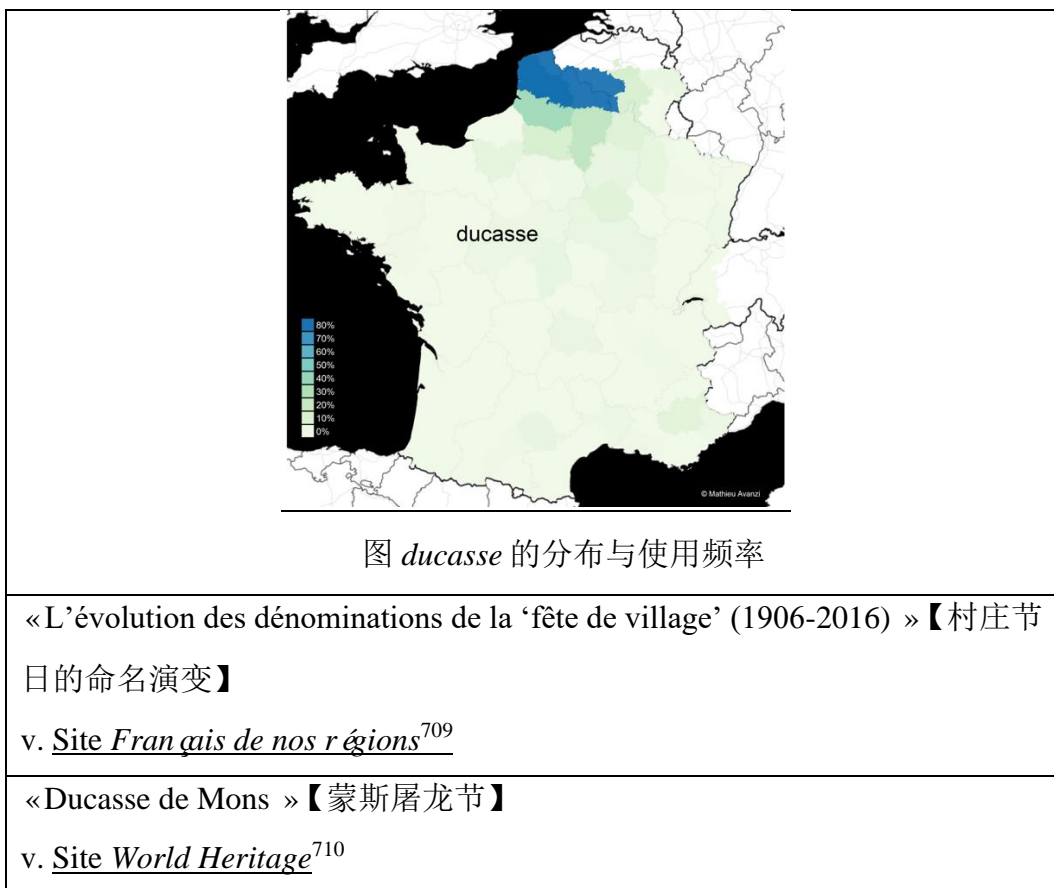 ducasse
80%
70%
60%
50%
40%
30%
20%
10%
0%
© Mathieu Avanzi
图 ducasse 的分布与使用频率
«L’évolution des dénominations de la ‘fête de village’ (1906-2016) »【村庄节
日的命名演变】
v. Site Français de nos régions709
«Ducasse de Mons »【蒙斯屠龙节】
v. Site World Heritage710